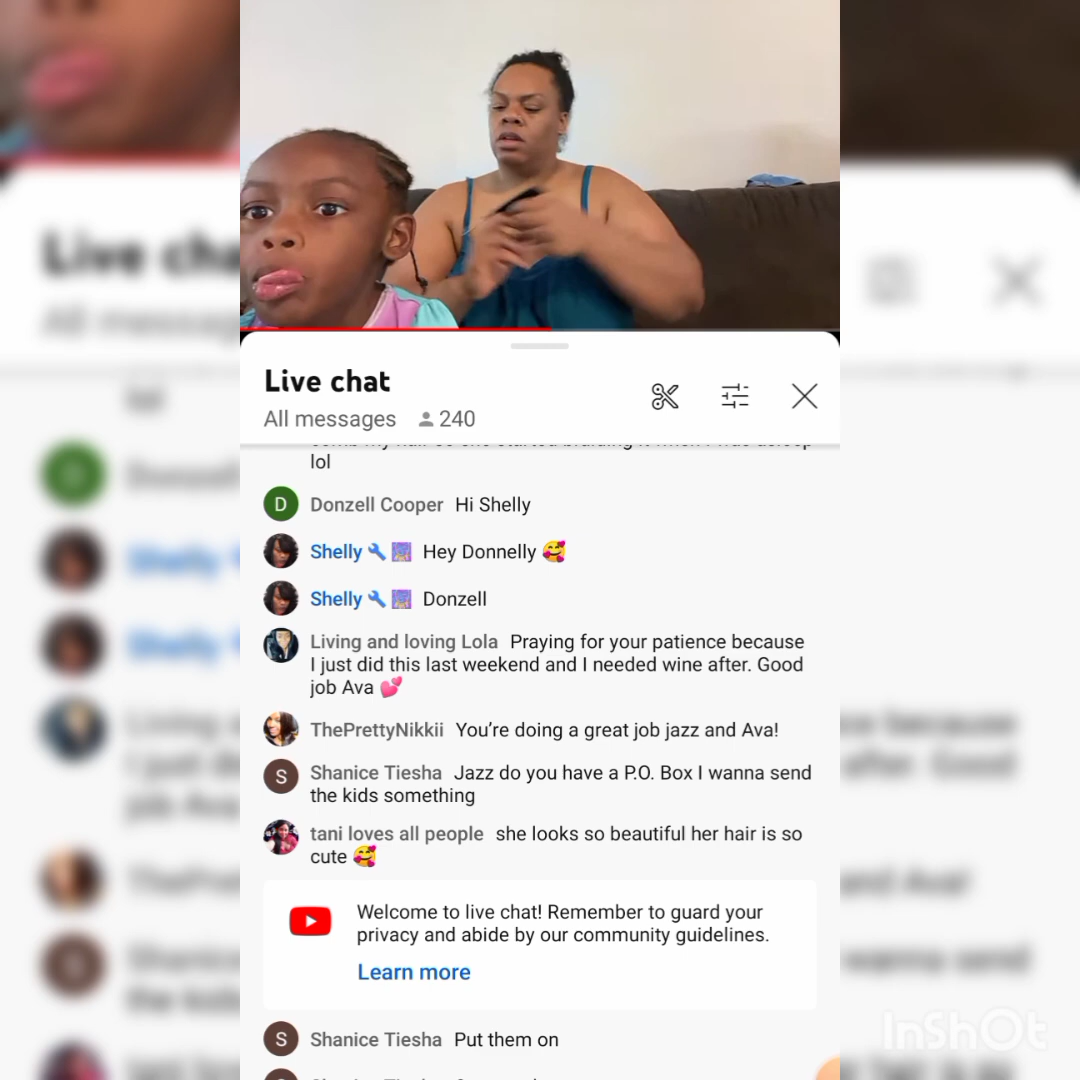 Live chat
All messages 240
lol
Donzell Cooper Hi Shelly
Shelly Hey Donnelly 🥰
Shelly Donzell
Living and loving Lola Praying for your patience because
I just did this last weekend and I needed wine after. Good
job Ava 💕
ThePrettyNikkii You’re doing a great job jazz and Ava!
Shanice Tiesha Jazz do you have a P.O. Box I wanna send
the kids something
tani loves all people she looks so beautiful her hair is so
cute 🥰
Welcome to live chat! Remember to guard your
privacy and abide by our community guidelines.
Learn more
Shanice Tiesha Put them on
InShOt